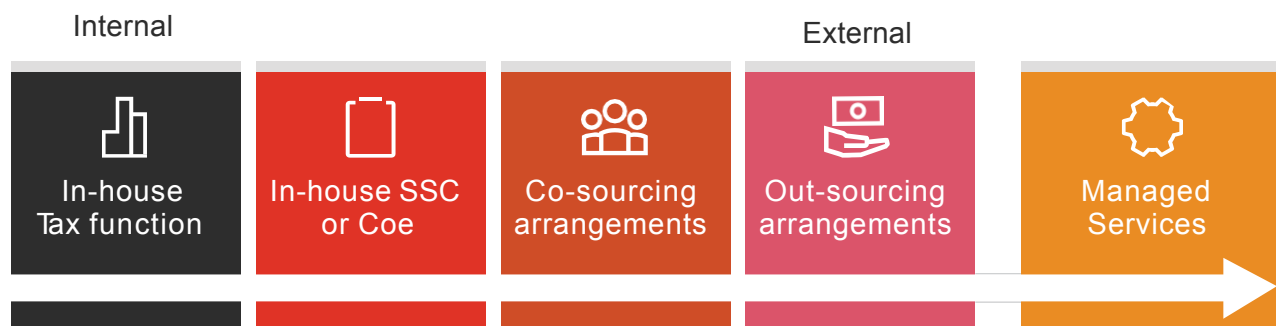 Internal
External
In-house
Tax function
In-house SSC
or Coe
Co-sourcing
arrangements
Out-sourcing
arrangements
Managed
Services